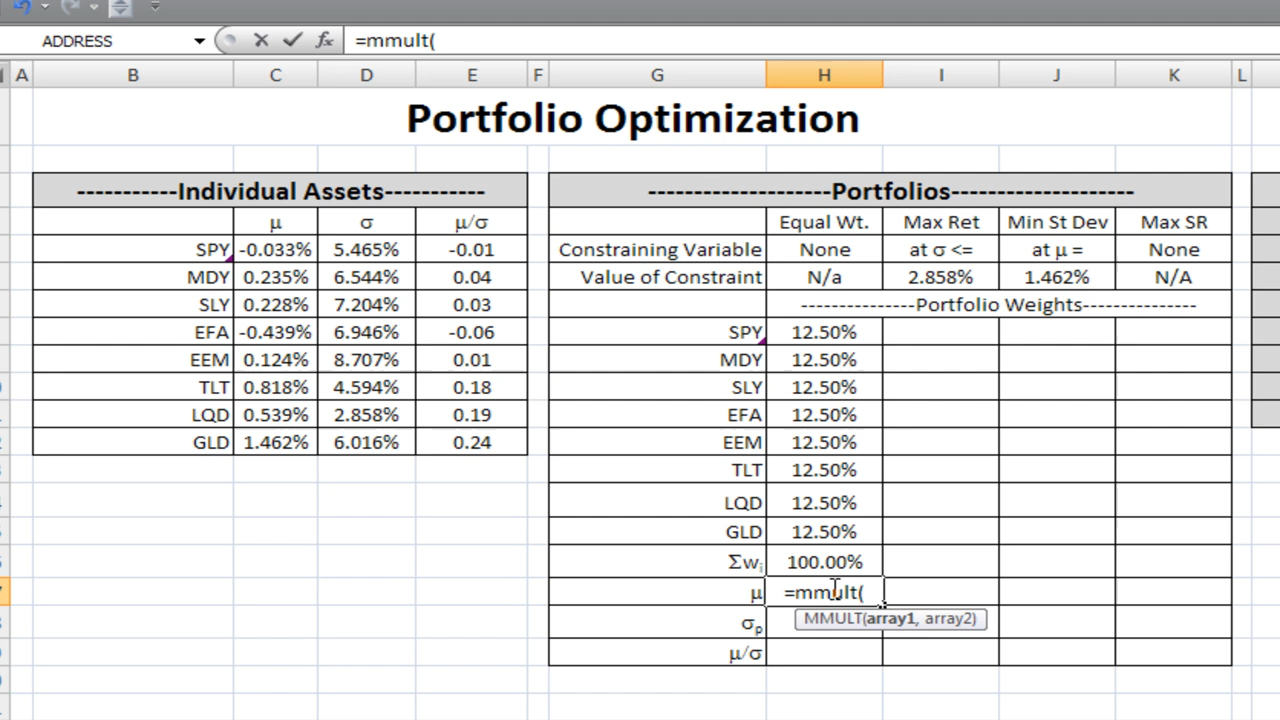 ADDRESS =mmult(
A B C D E F G H I J K L
Portfolio Optimization
-----------Individual Assets----------- --------------------Portfolios--------------------
μ σ μ/σ Equal Wt. Max Ret Min St Dev Max SR
SPY -0.033% 5.465% -0.01 Constraining Variable None at σ <= at μ = None
MDY 0.235% 6.544% 0.04 Value of Constraint N/a 2.858% 1.462% N/A
SLY 0.228% 7.204% 0.03 ---------------Portfolio Weights---------------
EFA -0.439% 6.946% -0.06 SPY 12.50%
EEM 0.124% 8.707% 0.01 MDY 12.50%
TLT 0.818% 4.594% 0.18 SLY 12.50%
LQD 0.539% 2.858% 0.19 EFA 12.50%
GLD 1.462% 6.016% 0.24 EEM 12.50%
TLT 12.50%
LQD 12.50%
GLD 12.50%
Σwi 100.00%
μ =mmult(
σp MMULT(array1, array2)
μ/σ